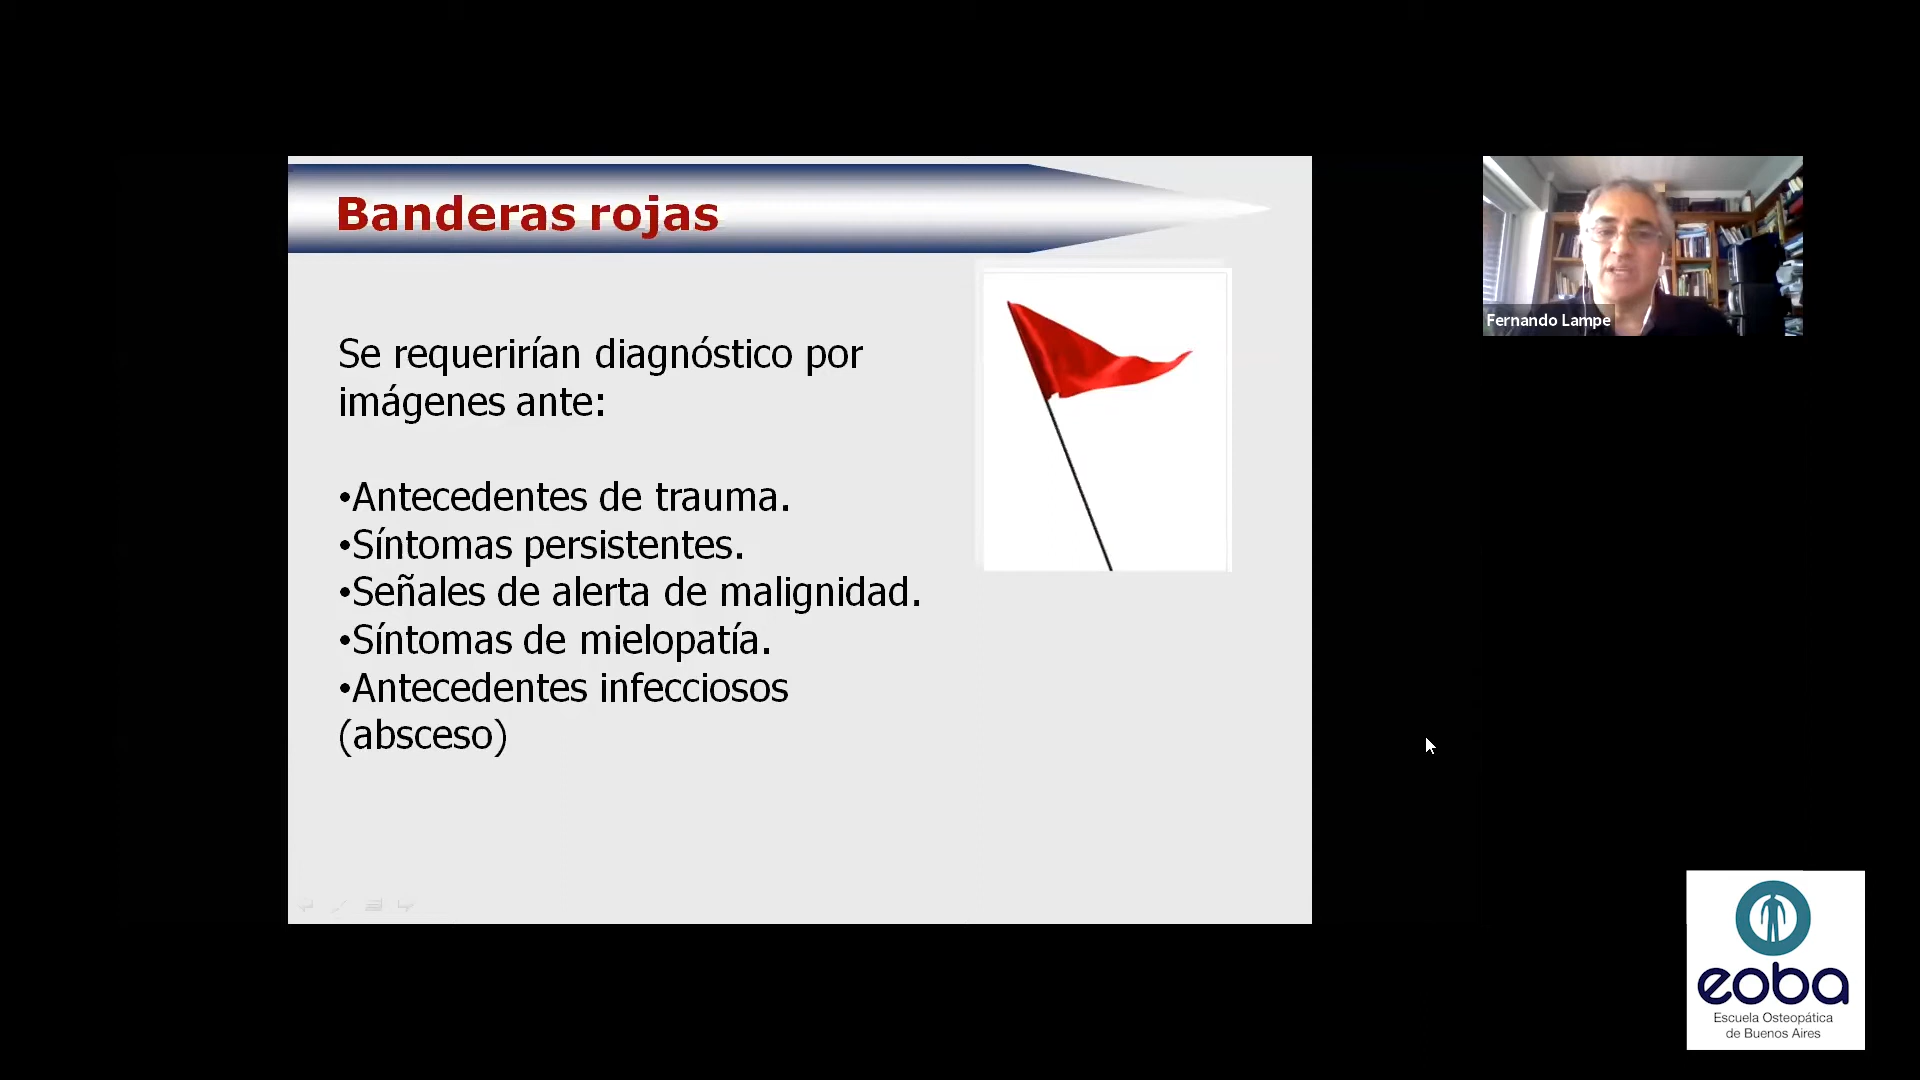 Banderas rojas
Se requerirían diagnóstico por
imágenes ante:
•Antecedentes de trauma.
•Síntomas persistentes.
•Señales de alerta de malignidad.
•Síntomas de mielopatía.
•Antecedentes infecciosos
(absceso)
Fernando Lampe
eoba
Escuela Osteopática
de Buenos Aires